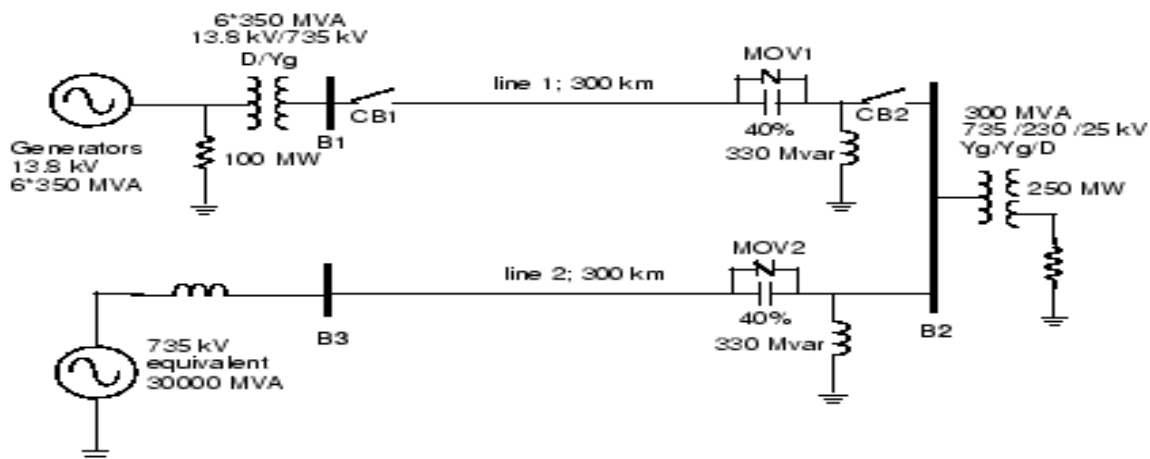 6*350 MVA
13.8 kV/735 kV
D/Yg
Generators
13.8 kV
6*350 MVA
100 MW
B1
CB1
line 1; 300 km
MOV1
40%
330 Mvar
CB2
300 MVA
735 /230 /25 kV
Yg/Yg/D
250 MW
735 kV
equivalent
30000 MVA
B3
line 2; 300 km
MOV2
40%
330 Mvar
B2